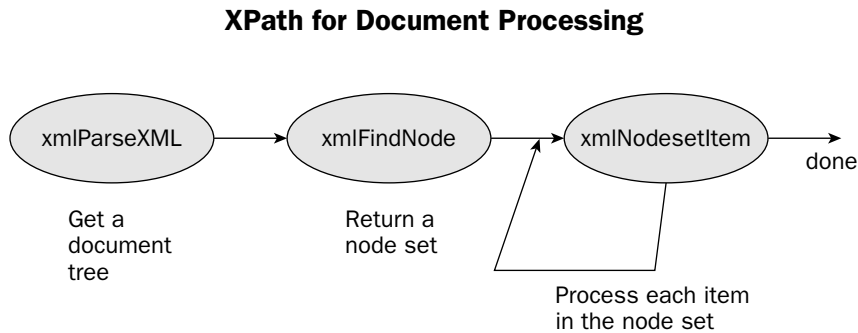 XPath for Document Processing
xmlParseXML
xmlFindNode
xmlNodesetItem
done
Get a
document
tree
Return a
node set
Process each item
in the node set